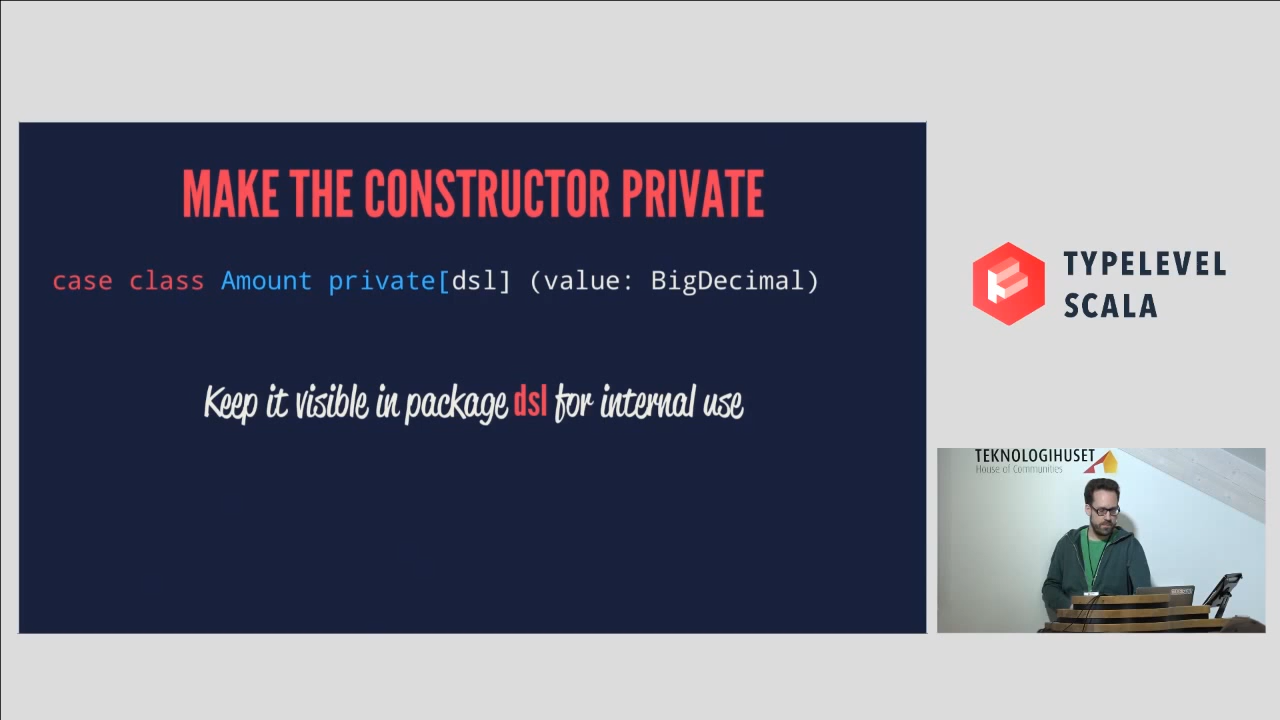 MAKE THE CONSTRUCTOR PRIVATE
case class Amount private[dsl] (value: BigDecimal)
Keep it visible in package dsl for internal use
TYPELEVEL
SCALA
TEKNOLOGIHUSET
House of Communities